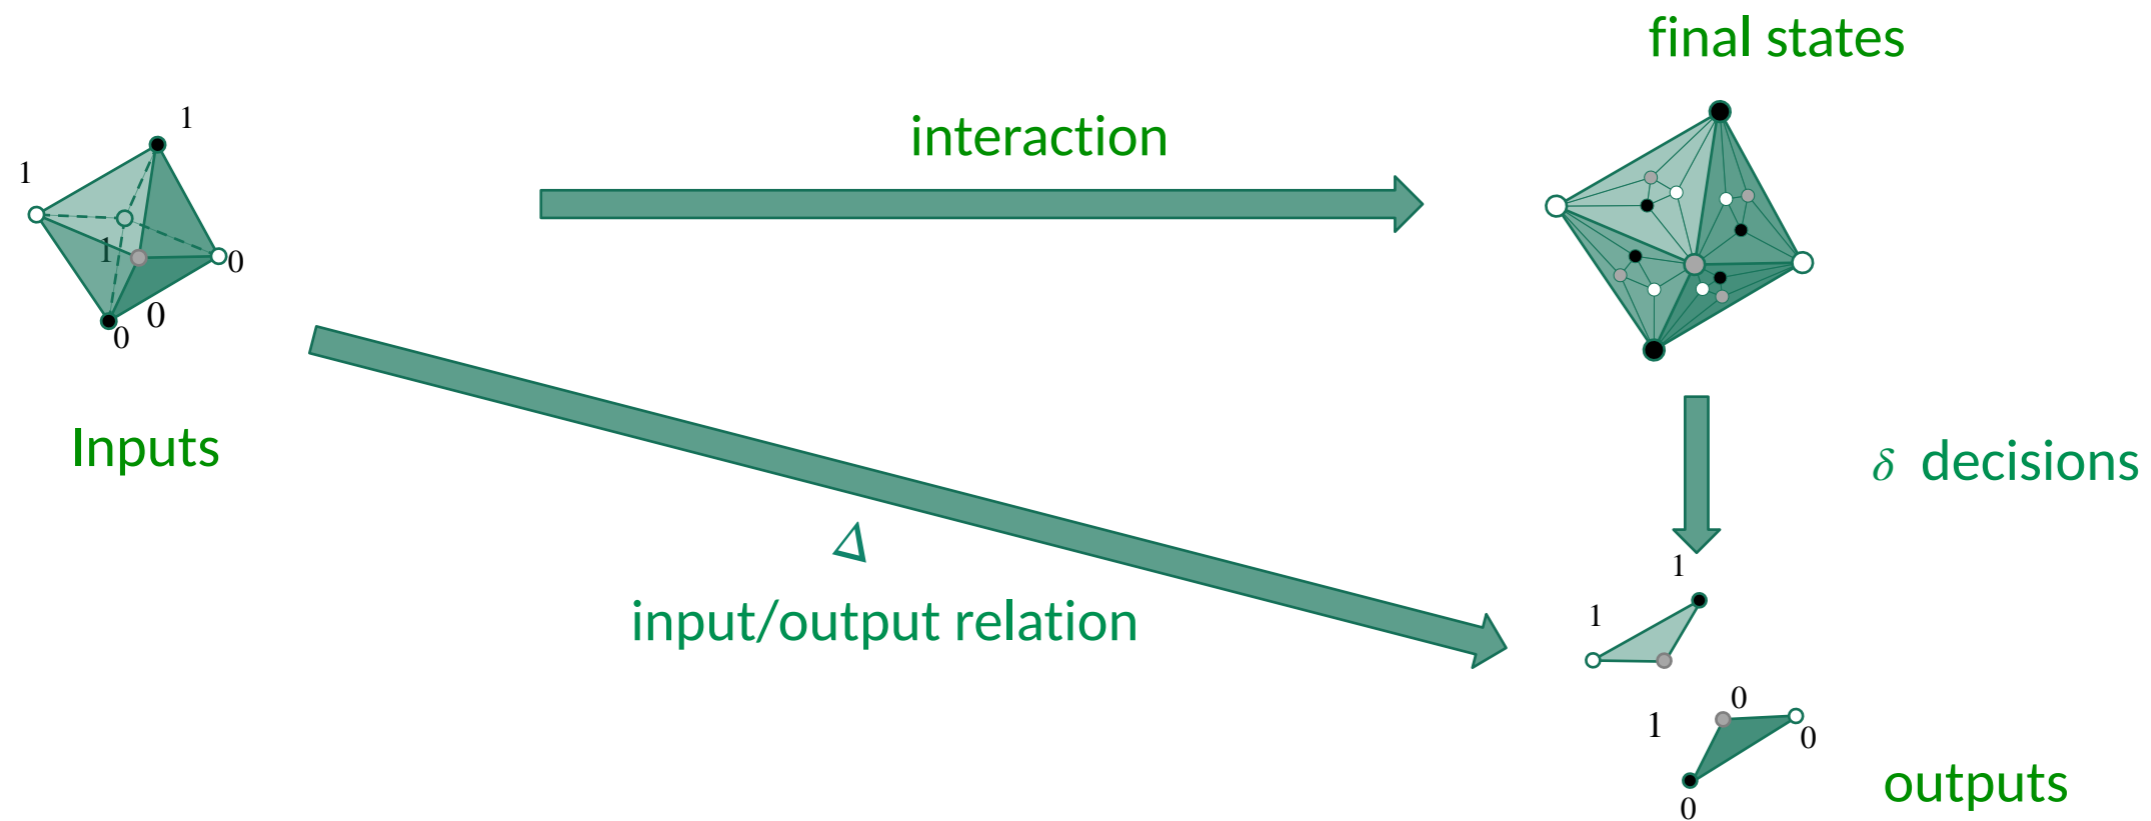 final states
interaction
1
1
1
0
0
0
Inputs
δ decisions
Δ
input/output relation
1
1
0
1
0
0
outputs